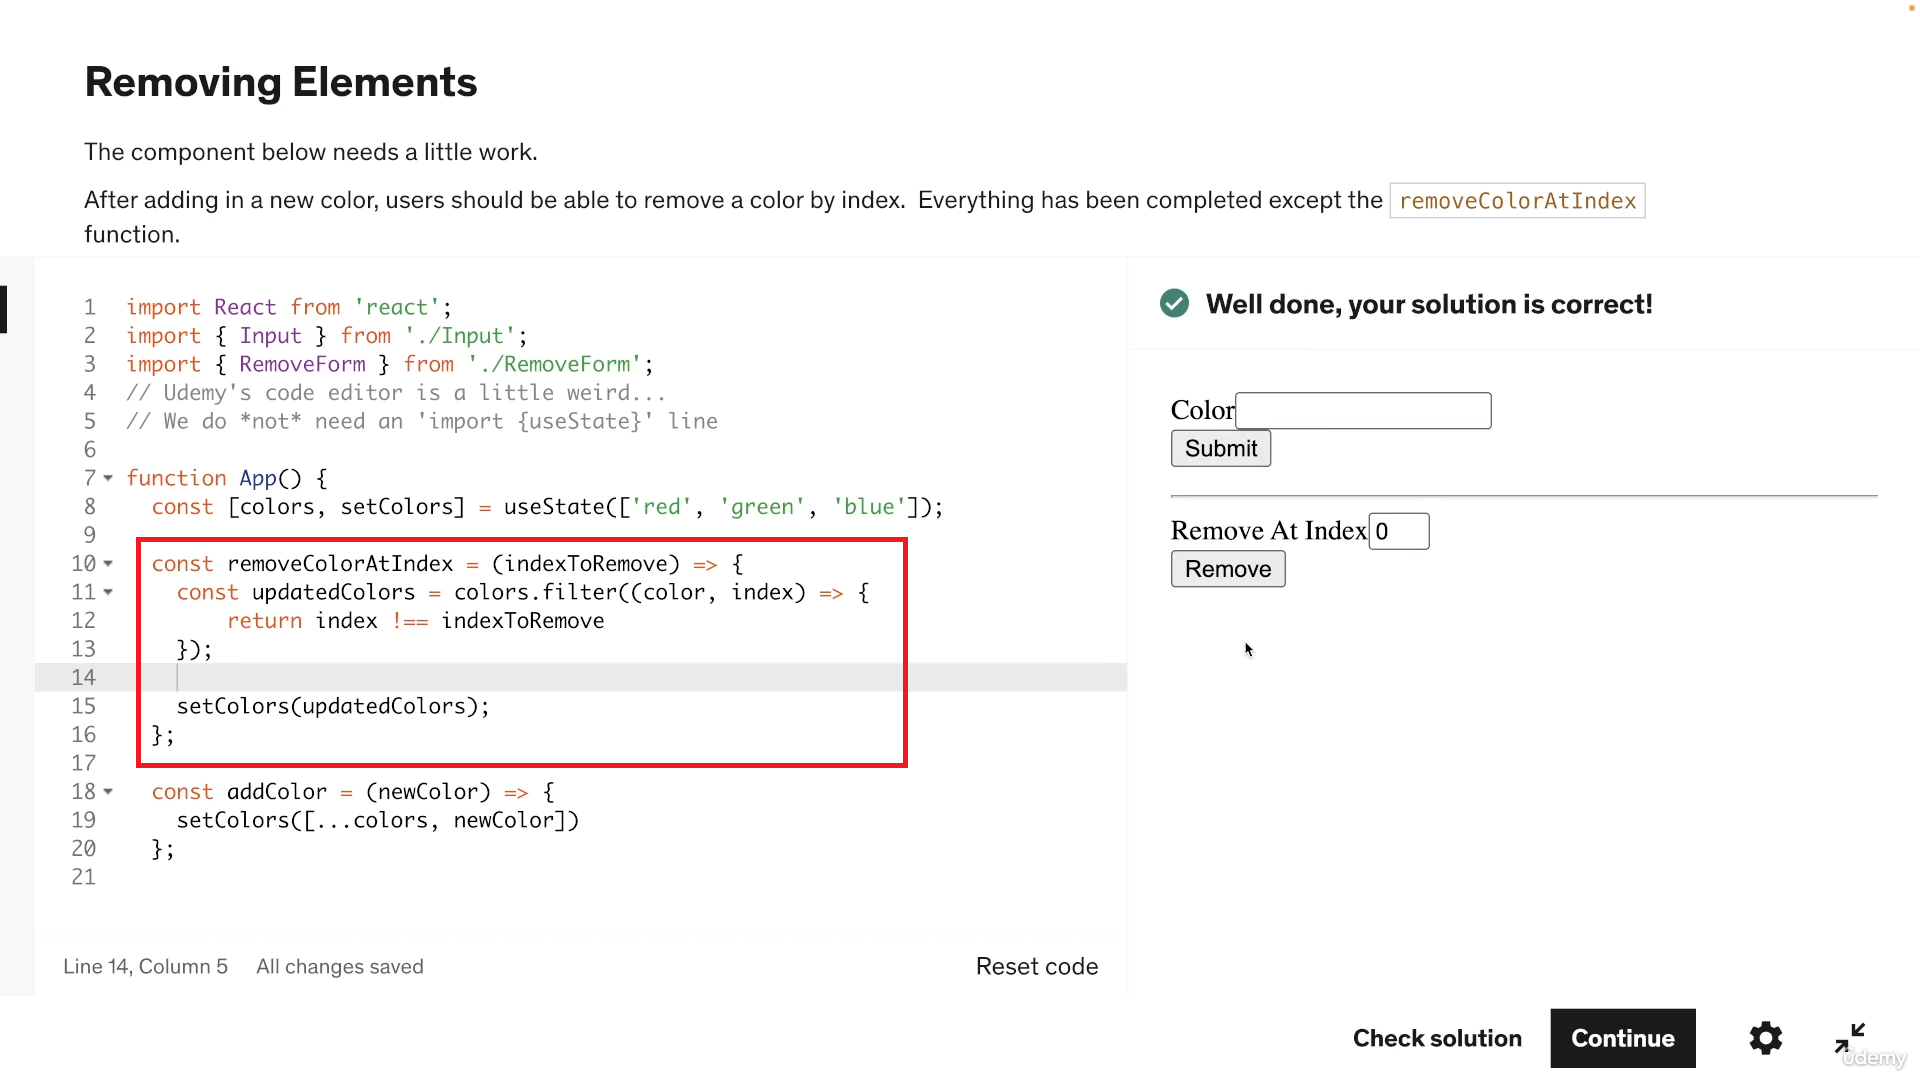 Removing Elements
The component below needs a little work.
After adding in a new color, users should be able to remove a color by index.  Everything has been completed except the removeColorAtIndex
function.
1 import React from 'react';
2 import { Input } from './Input';
3 import { RemoveForm } from './RemoveForm';
4 // Udemy's code editor is a little weird...
5 // We do *not* need an 'import {useState}' line
6
7 function App() {
8   const [colors, setColors] = useState(['red', 'green', 'blue']);
9
10   const removeColorAtIndex = (indexToRemove) => {
11     const updatedColors = colors.filter((color, index) => {
12         return index !== indexToRemove
13     });
14
15     setColors(updatedColors);
16   };
17
18   const addColor = (newColor) => {
19     setColors([...colors, newColor])
20   };
21
Line 14, Column 5 All changes saved Reset code
Well done, your solution is correct!
Color
Submit
Remove At Index 0
Remove
Check solution Continue
udemy